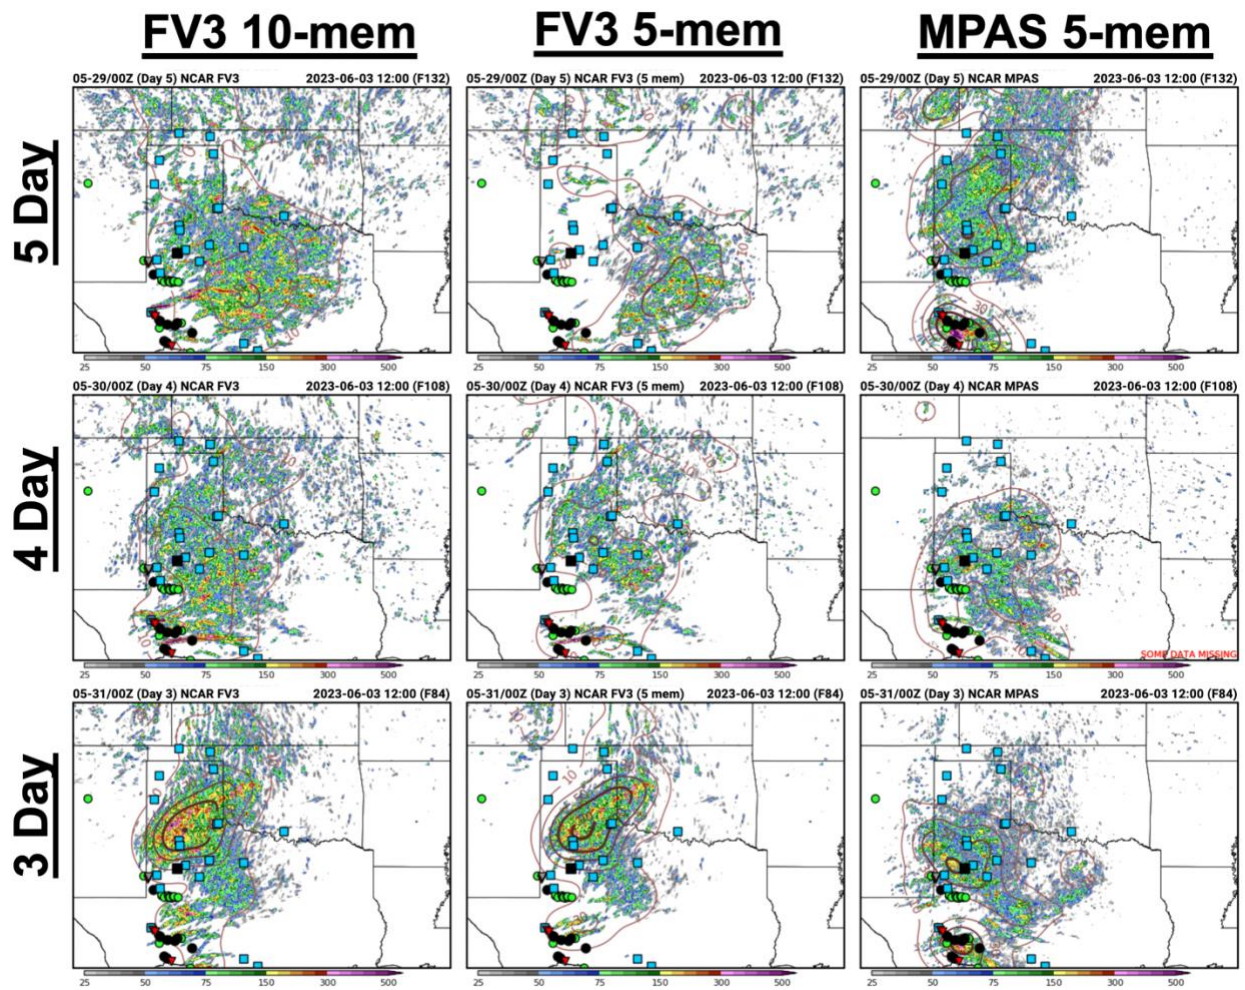 FV3 10-mem FV3 5-mem MPAS 5-mem
5 Day
05-29/00Z (Day 5) NCAR FV3 2023-06-03 12:00 (F132)
05-29/00Z (Day 5) NCAR FV3 (5 mem) 2023-06-03 12:00 (F132)
05-29/00Z (Day 5) NCAR MPAS 2023-06-03 12:00 (F132)
10
10
30
25 50 75 150 300 500
25 50 75 150 300 500
25 50 75 150 300 500
4 Day
05-30/00Z (Day 4) NCAR FV3 2023-06-03 12:00 (F108)
05-30/00Z (Day 4) NCAR FV3 (5 mem) 2023-06-03 12:00 (F108)
05-30/00Z (Day 4) NCAR MPAS 2023-06-03 12:00 (F108)
10
10
10
10
SOME DATA MISSING
25 50 75 150 300 500
25 50 75 150 300 500
25 50 75 150 300 500
3 Day
05-31/00Z (Day 3) NCAR FV3 2023-06-03 12:00 (F84)
05-31/00Z (Day 3) NCAR FV3 (5 mem) 2023-06-03 12:00 (F84)
05-31/00Z (Day 3) NCAR MPAS 2023-06-03 12:00 (F84)
10
25 50 75 150 300 500
25 50 75 150 300 500
25 50 75 150 300 500